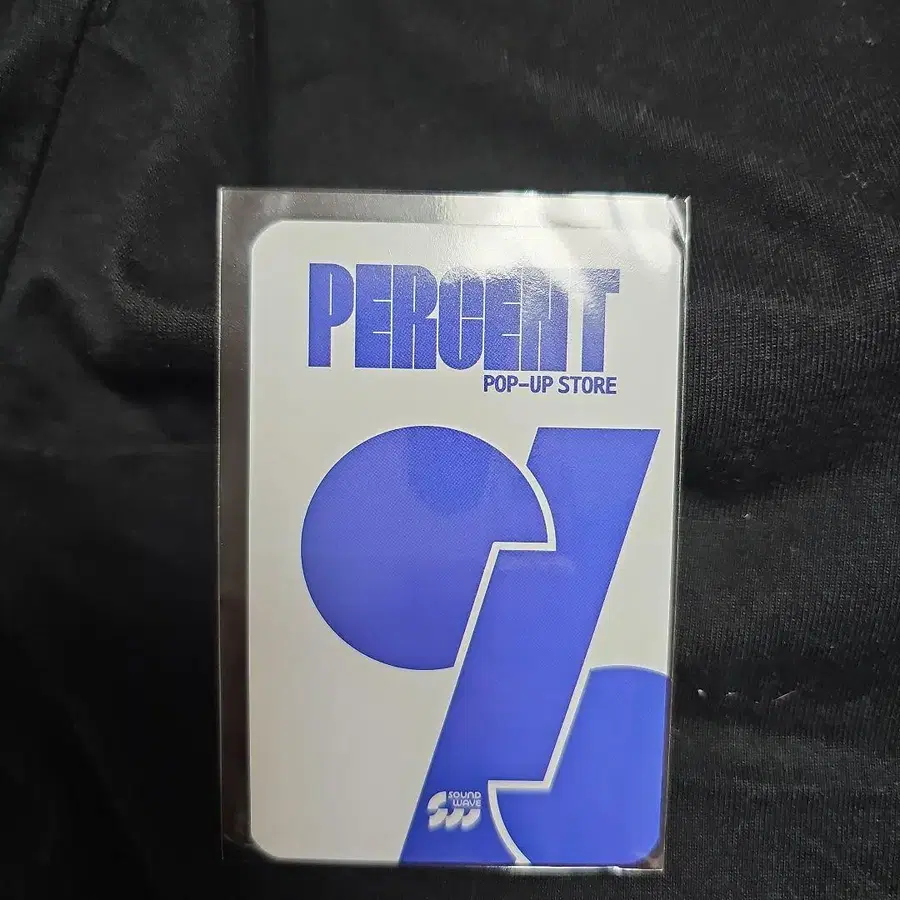 PERCENT
POP-UP STORE
SOUND
WAVE